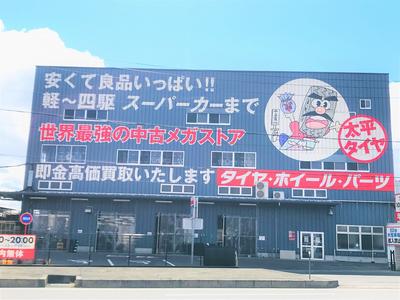 安くて良品いっぱい!!
軽〜四駆 スーパーカーまで
世界最強の中古メガストア
即金高価買取いたします
タイヤ・ホイール・パーツ
太平
タイヤ
〜20:00